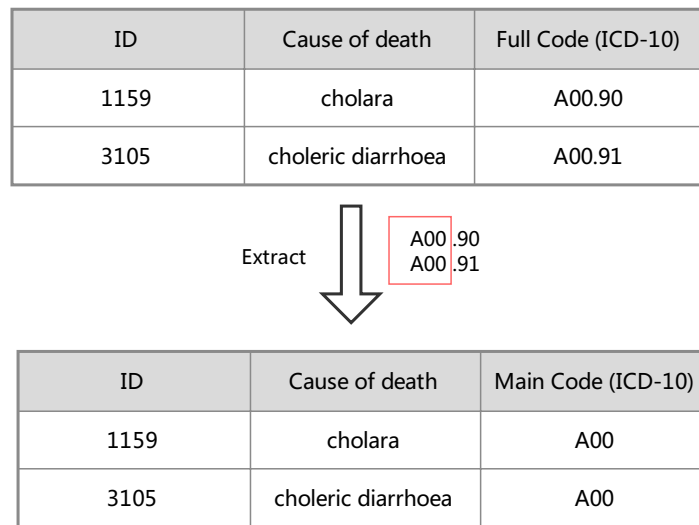 ID Cause of death Full Code (ICD-10)
1159 cholara A00.90
3105 choleric diarrhoea A00.91
Extract
A00 .90
A00 .91
ID Cause of death Main Code (ICD-10)
1159 cholara A00
3105 choleric diarrhoea A00